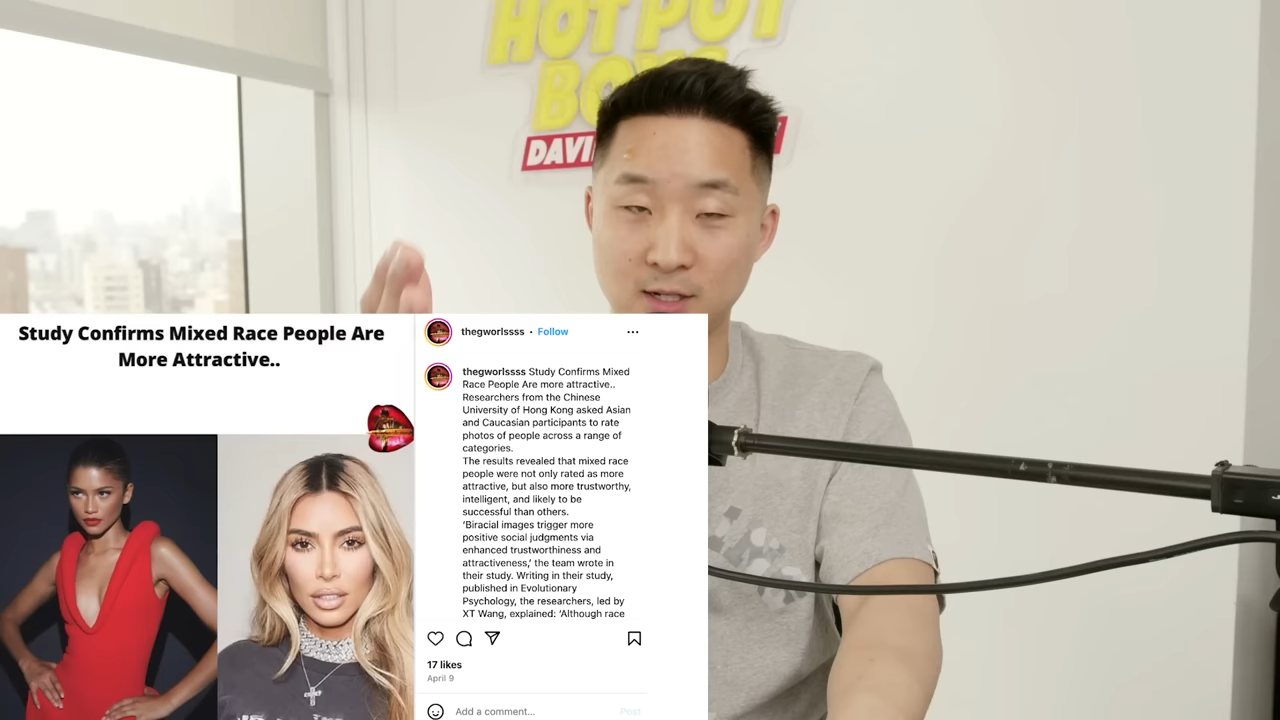 HOT POT
BOYS
DAVI
Study Confirms Mixed Race People Are
More Attractive..
thegworlssss • Follow
thegworlssss Study Confirms Mixed
Race People Are more attractive..
Researchers from the Chinese
University of Hong Kong asked Asian
and Caucasian participants to rate
photos of people across a range of
categories.
The results revealed that mixed race
people were not only rated as more
attractive, but also more trustworthy,
intelligent, and likely to be
successful than others.
‘Biracial images trigger more
positive social judgments via
enhanced trustworthiness and
attractiveness,’ the team wrote in
their study. Writing in their study,
published in Evolutionary
Psychology, the researchers, led by
XT Wang, explained: ‘Although race
17 likes
April 9
Add a comment...
Post